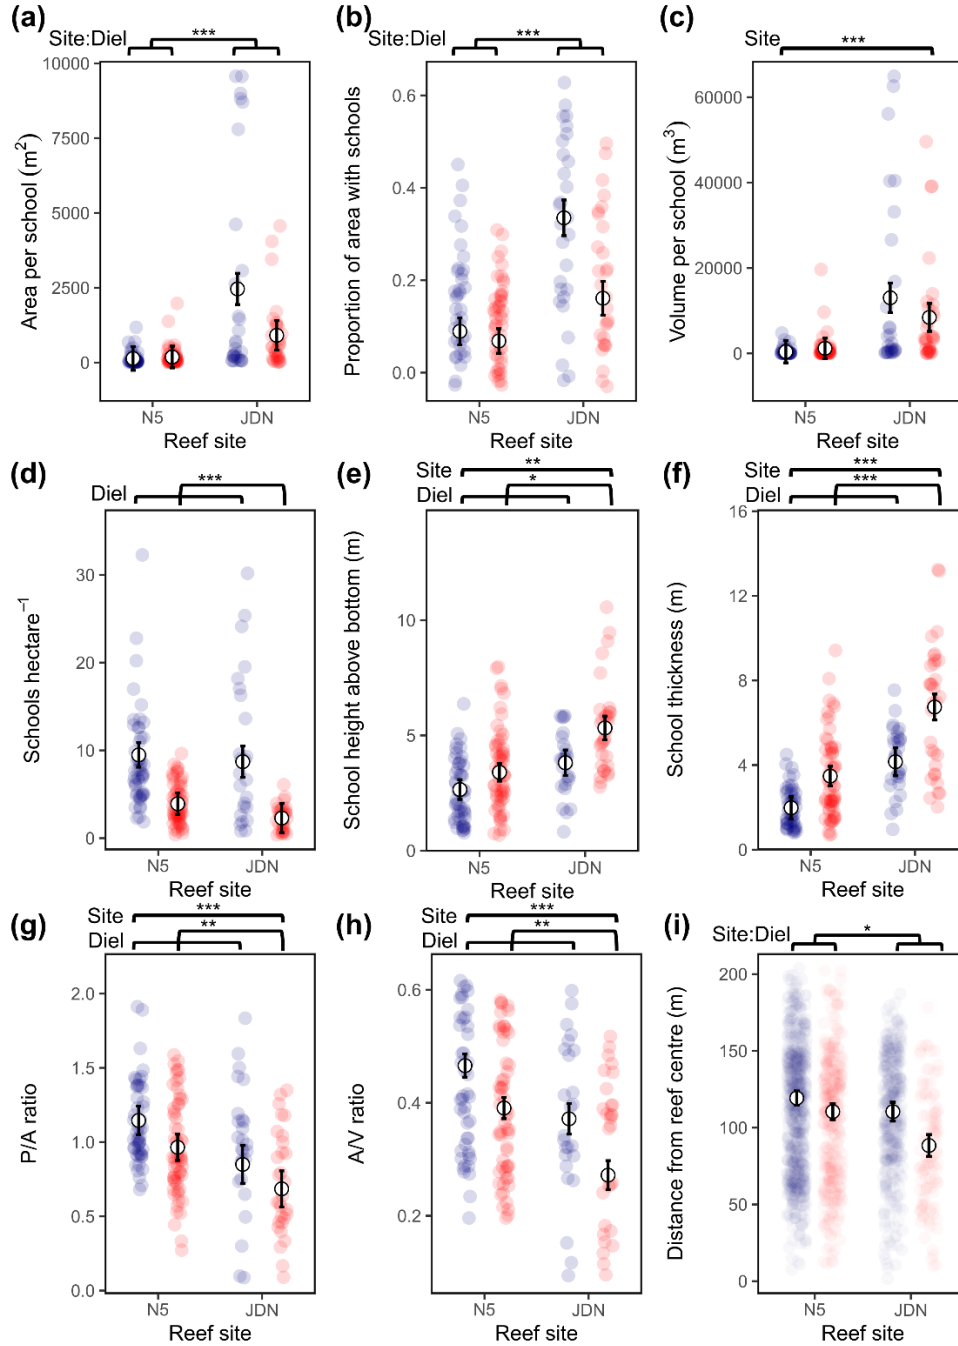 (a)
Site:Diel
***
Area per school (m²)
10000
7500
5000
2500
0
N5
JDN
Reef site
(b)
Site:Diel
***
Proportion of area with schools
0.6
0.4
0.2
0.0
N5
JDN
Reef site
(c)
Site
***
Volume per school (m³)
60000
40000
20000
0
N5
JDN
Reef site
(d)
Diel
***
Schools hectare⁻¹
30
20
10
0
N5
JDN
Reef site
(e)
Site
**
Diel
*
School height above bottom (m)
10
5
0
N5
JDN
Reef site
(f)
***
***
School thickness (m)
16
12
8
4
0
N5
JDN
Reef site
(g)
Site
***
Diel
**
P/A ratio
2.0
1.5
1.0
0.5
0.0
N5
JDN
Reef site
(h)
Site
***
Diel
**
A/V ratio
0.6
0.4
0.2
N5
JDN
Reef site
(i)
Site:Diel
*
Distance from reef centre (m)
200
150
100
50
0
N5
JDN
Reef site